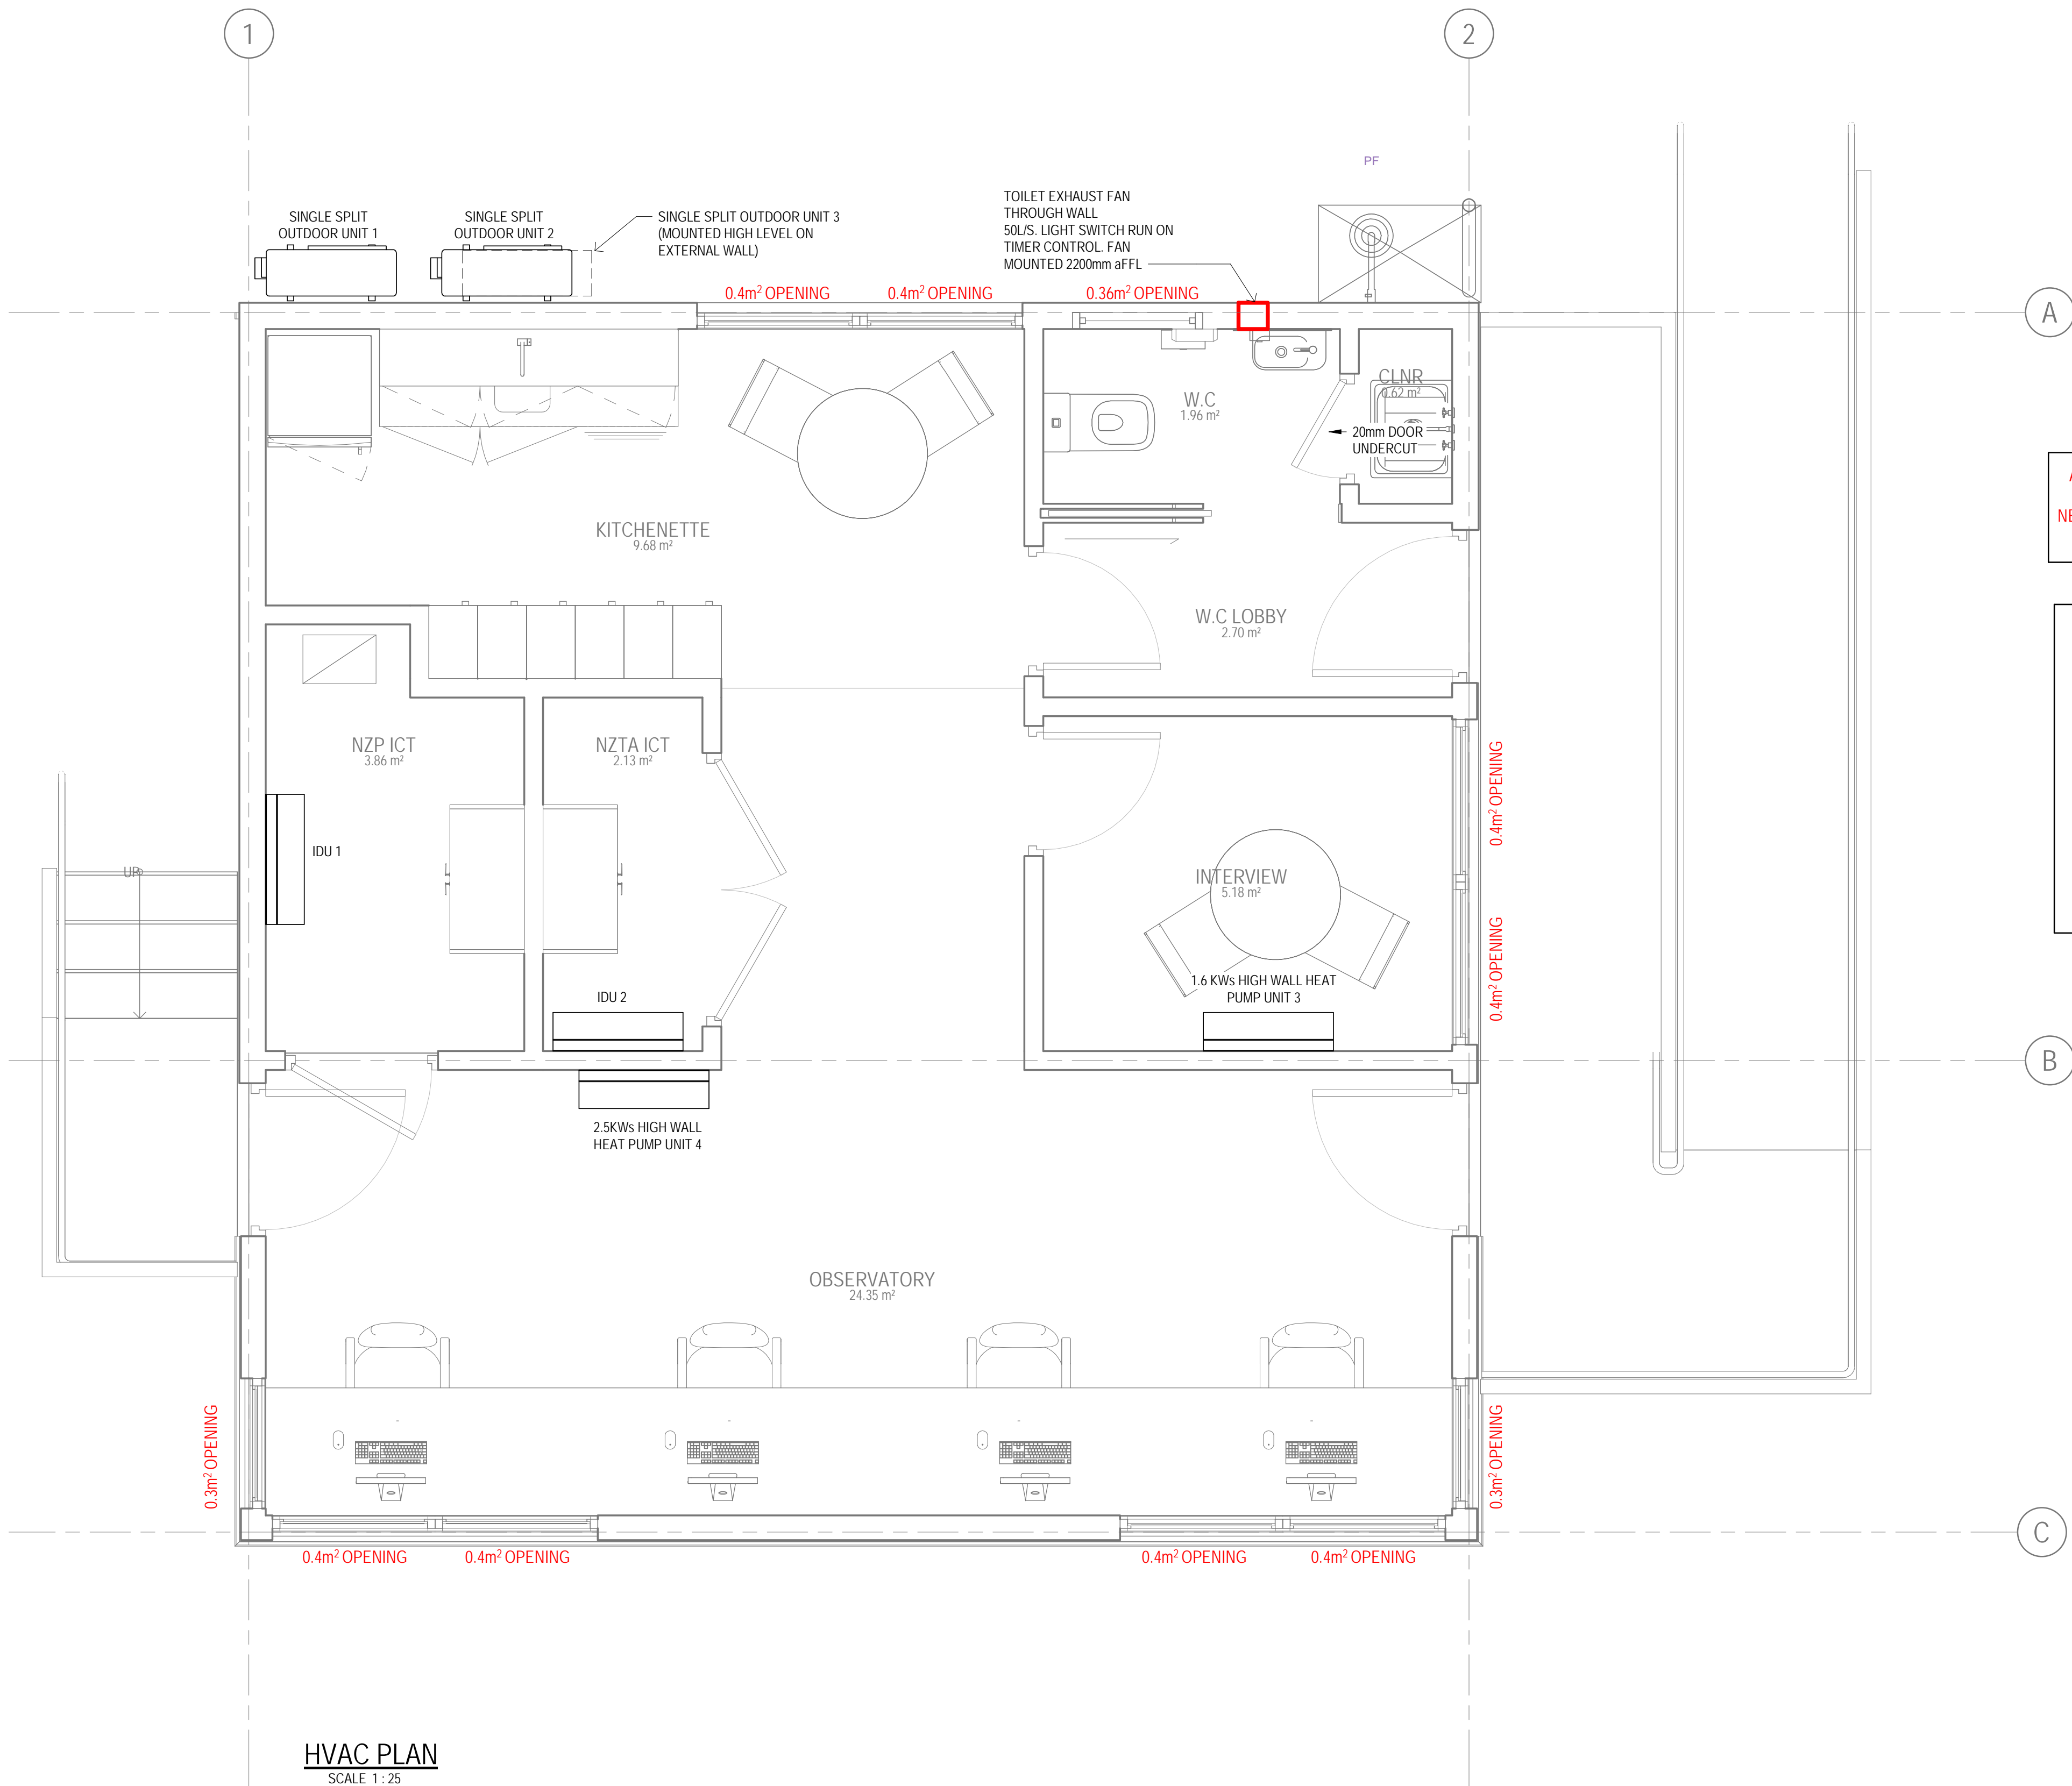 1
2
PF
TOILET EXHAUST FAN
THROUGH WALL
50L/S. LIGHT SWITCH RUN ON
TIMER CONTROL. FAN
MOUNTED 2200mm aFFL
SINGLE SPLIT
OUTDOOR UNIT 1
SINGLE SPLIT
OUTDOOR UNIT 2
SINGLE SPLIT OUTDOOR UNIT 3
(MOUNTED HIGH LEVEL ON
EXTERNAL WALL)
0.4m² OPENING
0.4m² OPENING
0.36m² OPENING
A
CLNR
0.62 m²
W.C
1.96 m²
20mm DOOR
UNDERCUT
NE
KITCHENETTE
9.68 m²
W.C LOBBY
2.70 m²
NZP ICT
3.86 m²
NZTA ICT
2.13 m²
0.4m² OPENING
IDU 1
UP
INTERVIEW
5.18 m²
0.4m² OPENING
1.6 KWs HIGH WALL HEAT
PUMP UNIT 3
IDU 2
B
2.5KWs HIGH WALL
HEAT PUMP UNIT 4
OBSERVATORY
24.35 m²
0.3m² OPENING
0.3m² OPENING
C
0.4m² OPENING
0.4m² OPENING
0.4m² OPENING
0.4m² OPENING
HVAC PLAN
SCALE 1 : 25